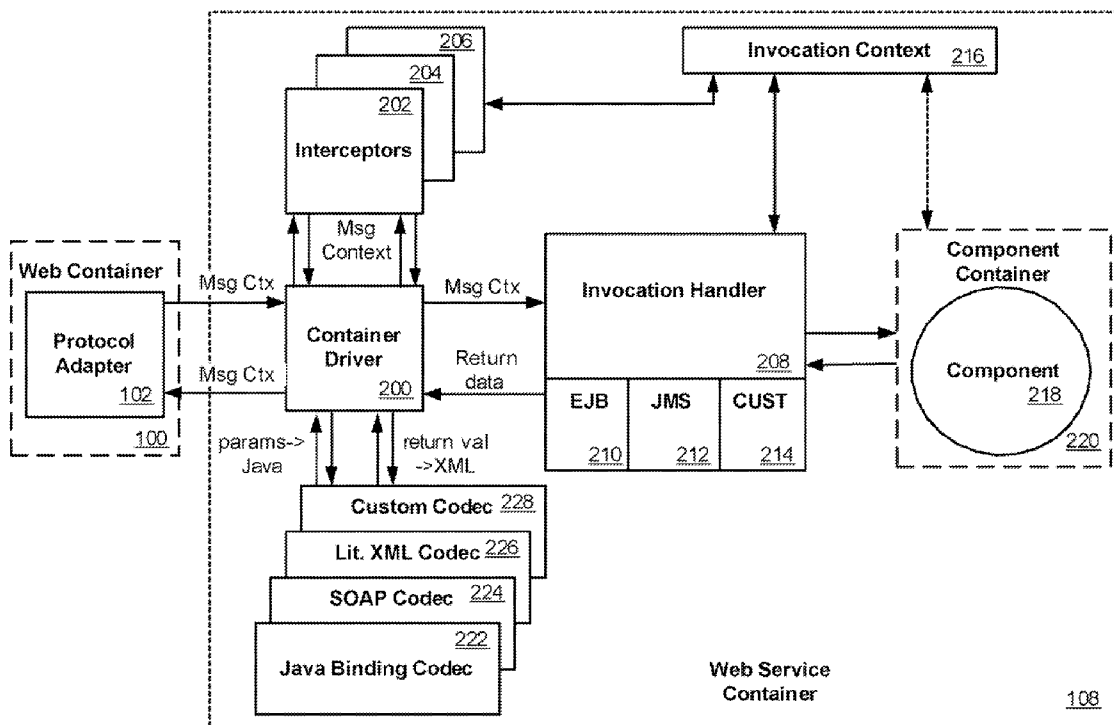 206
204
202
Interceptors
Invocation Context
216
Msg
Context
Web Container
Protocol
Adapter
102
100
Msg Ctx
Msg Ctx
Container
Driver
200
Msg Ctx
Return
data
Invocation Handler
208
EJB
210
JMS
212
CUST
214
Component
Container
Component
218
220
params->
Java
return val
->XML
Custom Codec 228
Lit. XML Codec 226
SOAP Codec 224
222
Java Binding Codec
Web Service
Container
108